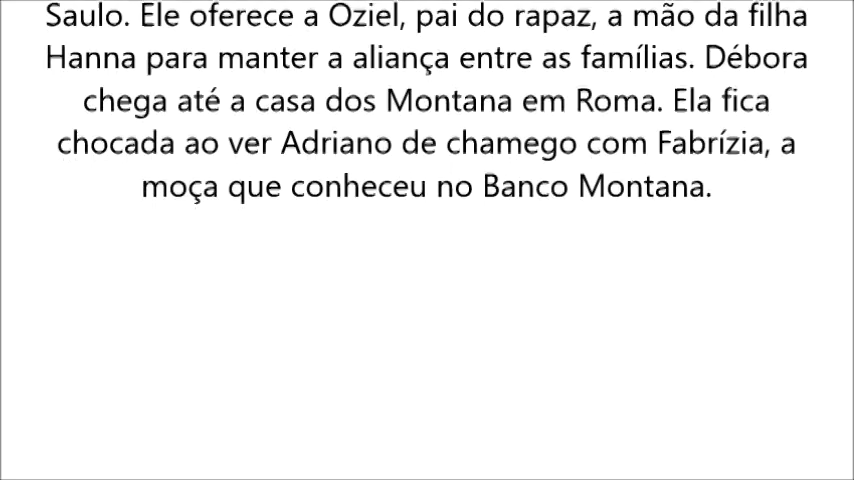 Saulo. Ele oferece a Oziel, pai do rapaz, a mão da filha
Hanna para manter a aliança entre as famílias. Débora
chega até a casa dos Montana em Roma. Ela fica
chocada ao ver Adriano de chamego com Fabrízia, a
moça que conheceu no Banco Montana.